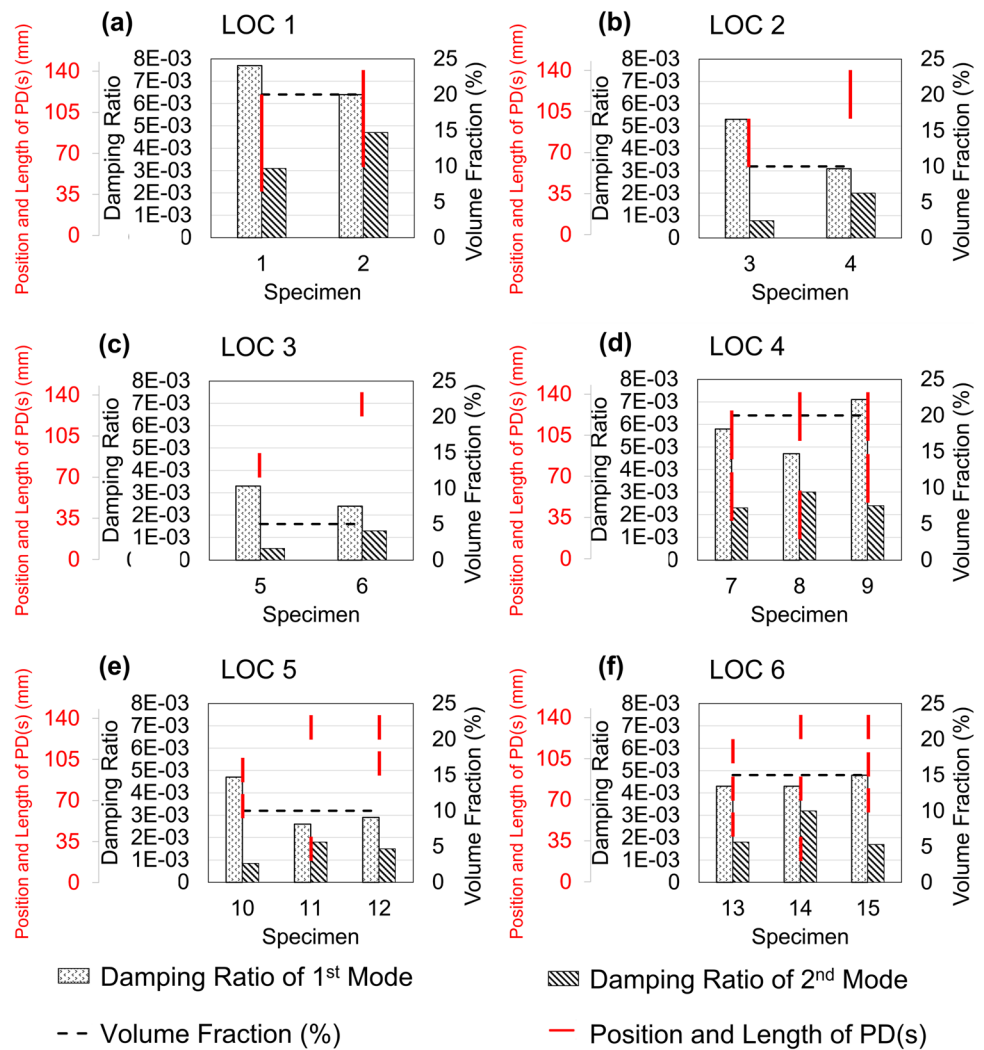 (a) LOC 1
Position and Length of PD(s) (mm)
140
105
70
35
0
Damping Ratio
8E-03
7E-03
6E-03
5E-03
4E-03
3E-03
2E-03
1E-03
0
25
20
15
10
5
0
Volume Fraction (%)
1 2
Specimen
(b) LOC 2
Position and Length of PD(s) (mm)
140
105
70
35
0
Damping Ratio
8E-03
7E-03
6E-03
5E-03
4E-03
3E-03
2E-03
1E-03
0
25
20
15
10
5
0
Volume Fraction (%)
3 4
Specimen
(c) LOC 3
Position and Length of PD(s) (mm)
140
105
70
35
0
Damping Ratio
8E-03
7E-03
6E-03
5E-03
4E-03
3E-03
2E-03
1E-03
0
25
20
15
10
5
0
Volume Fraction (%)
5 6
Specimen
(d) LOC 4
Position and Length of PD(s) (mm)
140
105
70
35
0
Damping Ratio
8E-03
7E-03
6E-03
5E-03
4E-03
3E-03
2E-03
1E-03
0
25
20
15
10
5
0
Volume Fraction (%)
7 8 9
Specimen
(e) LOC 5
Position and Length of PD(s) (mm)
140
105
70
35
0
Damping Ratio
8E-03
7E-03
6E-03
5E-03
4E-03
3E-03
2E-03
1E-03
0
25
20
15
10
5
0
Volume Fraction (%)
10 11 12
Specimen
(f) LOC 6
Position and Length of PD(s) (mm)
140
105
70
35
0
Damping Ratio
8E-03
7E-03
6E-03
5E-03
4E-03
3E-03
2E-03
1E-03
0
25
20
15
10
5
0
Volume Fraction (%)
13 14 15
Specimen
Damping Ratio of 1st Mode
Damping Ratio of 2nd Mode
Volume Fraction (%)
Position and Length of PD(s)